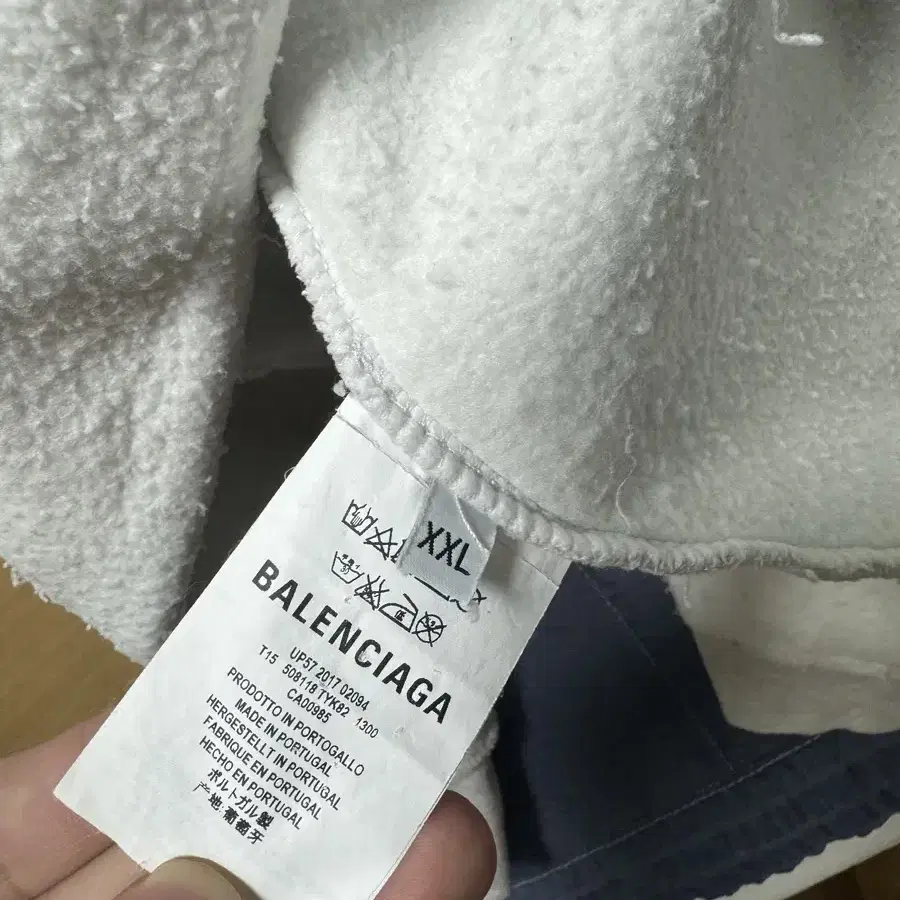 XXL
BALENCIAGA
UP57 2017 02094
T15 508118 TYK82 1300
CA00985
PRODOTTO IN PORTOGALLO
MADE IN PORTUGAL
HERGESTELLT IN PORTUGAL
FABRIQUE EN PORTUGAL
HECHO EN PORTUGAL
ポルトガル製
产地:葡萄牙